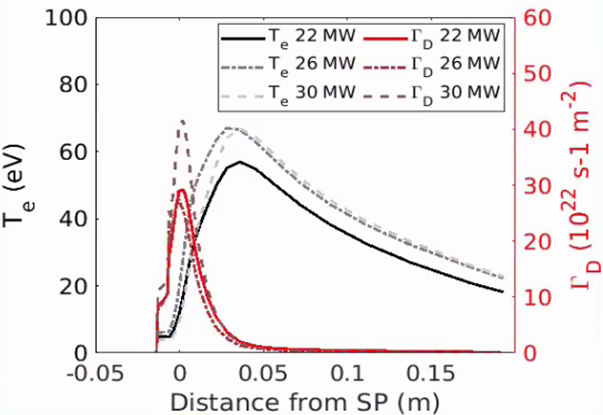 100
80
60
40
20
0
T_e (eV)
T_e 22 MW
T_e 26 MW
T_e 30 MW
Γ_D 22 MW
Γ_D 26 MW
Γ_D 30 MW
60
50
40
30
20
10
0
Γ_D (10^22 s-1 m^-2)
-0.05 0 0.05 0.1 0.15 0.2
Distance from SP (m)